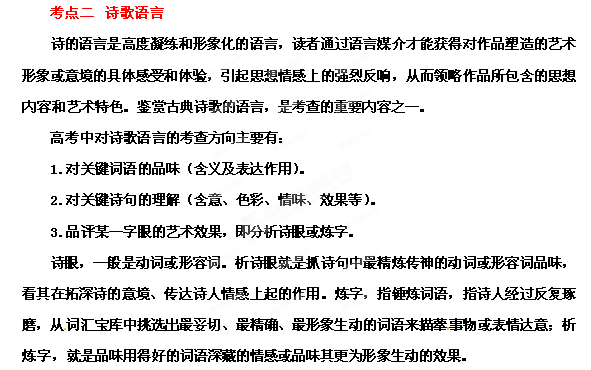 考点二 诗歌语言
诗的语言是高度凝练和形象化的语言，读者通过语言媒介才能获得对作品塑造的艺术
形象或意境的具体感受和体验，引起思想情感上的强烈反响，从而领略作品所包含的思想
内容和艺术特色。鉴赏古典诗歌的语言，是考查的重要内容之一。
高考中对诗歌语言的考查方向主要有：
1.对关键词语的品味（含义及表达作用）。
2.对关键诗句的理解（含意、色彩、情味、效果等）。
3.品评某一字眼的艺术效果，即分析诗眼或炼字。
诗眼，一般是动词或形容词。析诗眼就是抓诗句中最精炼传神的动词或形容词品味，
看其在拓深诗的意境、传达诗人情感上起的作用。炼字，指锤炼词语，指诗人经过反复琢
磨，从词汇宝库中挑选出最妥切、最精确、最形象生动的词语来描摹事物或表情达意；析
炼字，就是品味用得好的词语深藏的情感或品味其更为形象生动的效果。